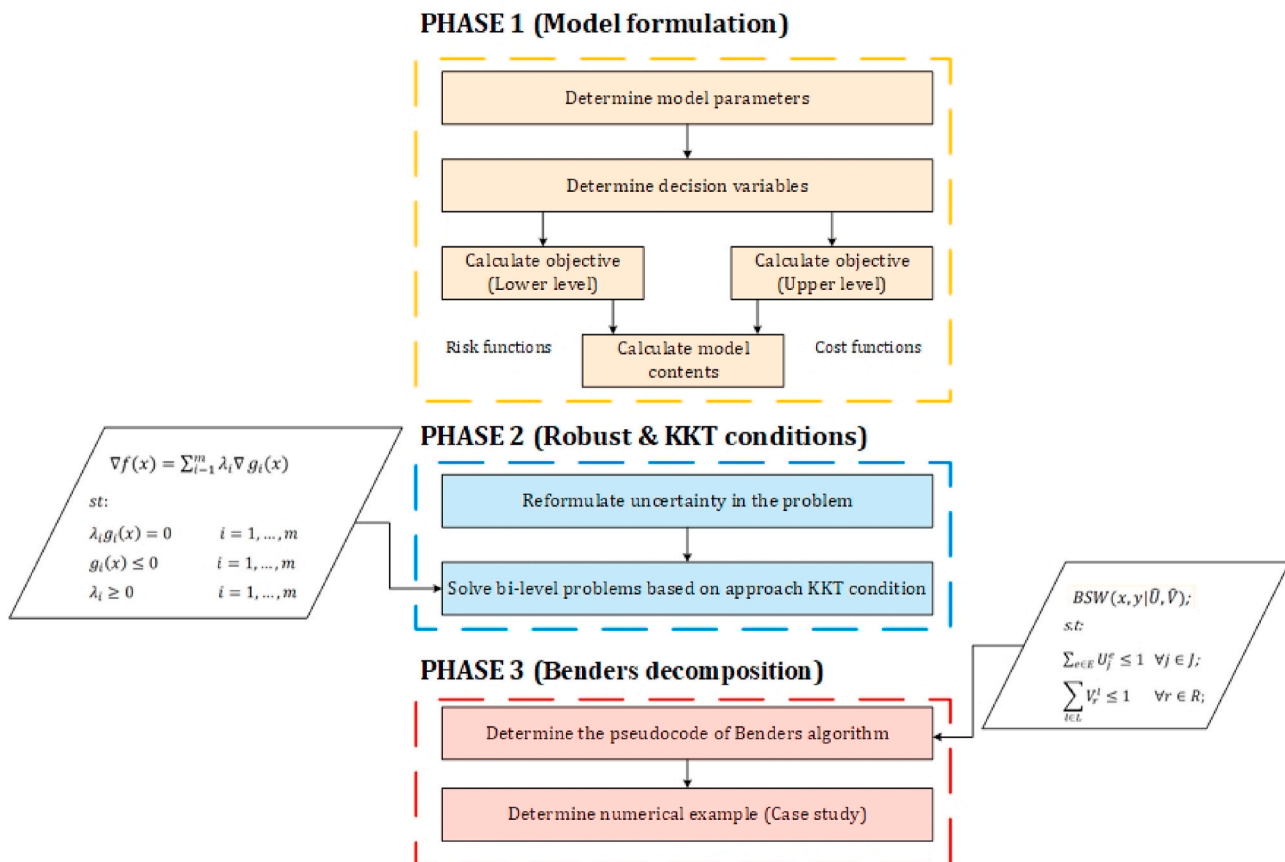 PHASE 1 (Model formulation)
Determine model parameters
Determine decision variables
Calculate objective
(Lower level)
Calculate objective
(Upper level)
Risk functions
Calculate model
contents
Cost functions
PHASE 2 (Robust & KKT conditions)
∇f(x) = ∑_{i−1}^{m} λ_i∇ g_i(x)
st:
λ_i g_i(x) = 0 i = 1, ..., m
g_i(x) ≤ 0 i = 1, ..., m
λ_i ≥ 0 i = 1, ..., m
Reformulate uncertainty in the problem
Solve bi-level problems based on approach KKT condition
PHASE 3 (Benders decomposition)
BSW(x, y|Û, V̂);
s.t:
∑_{e∈E} U_j^e ≤ 1 ∀j ∈ J;
∑_{l∈L} V_r^l ≤ 1 ∀r ∈ R;
Determine the pseudocode of Benders algorithm
Determine numerical example (Case study)